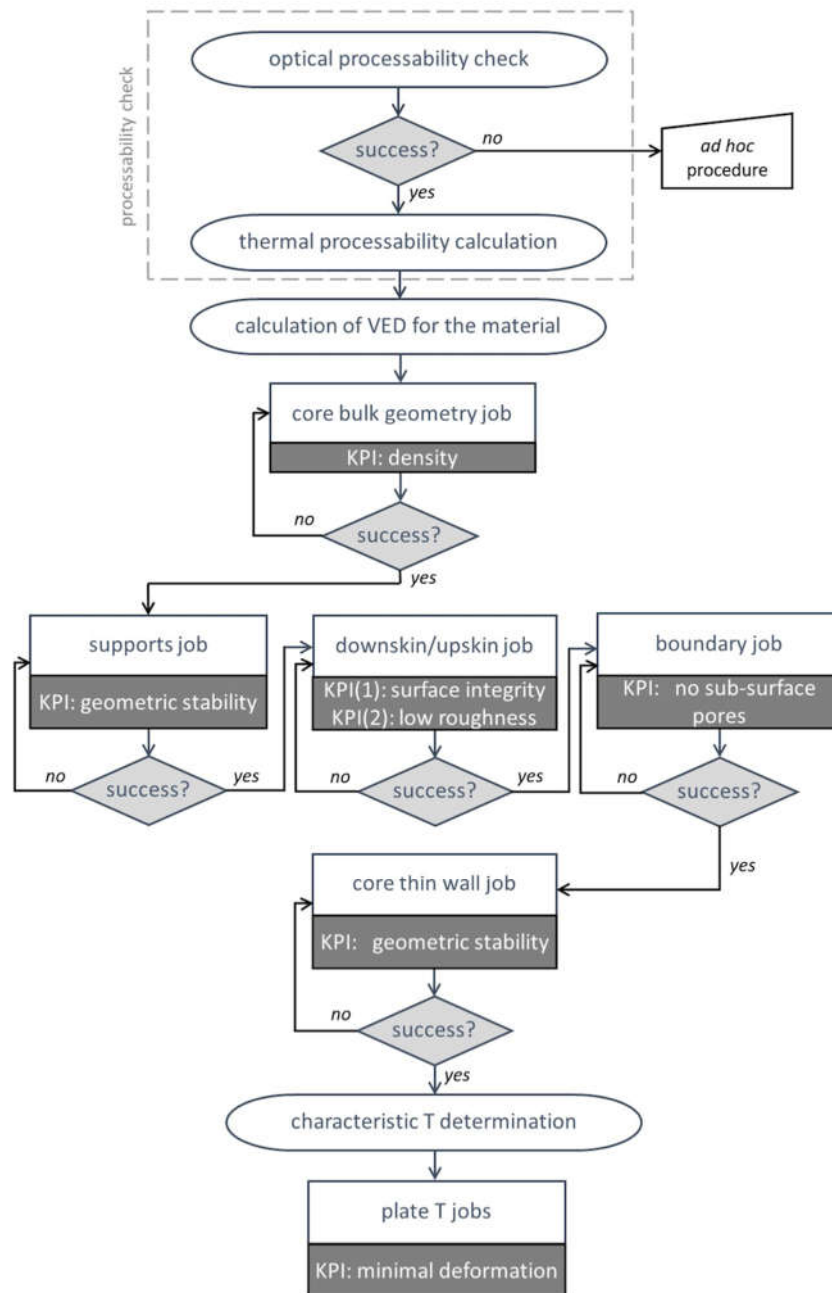 processability check
optical processability check
success?
no
ad hoc
procedure
yes
thermal processability calculation
calculation of VED for the material
core bulk geometry job
KPI: density
no
success?
yes
supports job
KPI: geometric stability
no
success?
yes
downskin/upskin job
KPI(1): surface integrity
KPI(2): low roughness
no
success?
yes
boundary job
KPI: no sub-surface
pores
no
success?
yes
core thin wall job
KPI: geometric stability
no
success?
yes
characteristic T determination
plate T jobs
KPI: minimal deformation